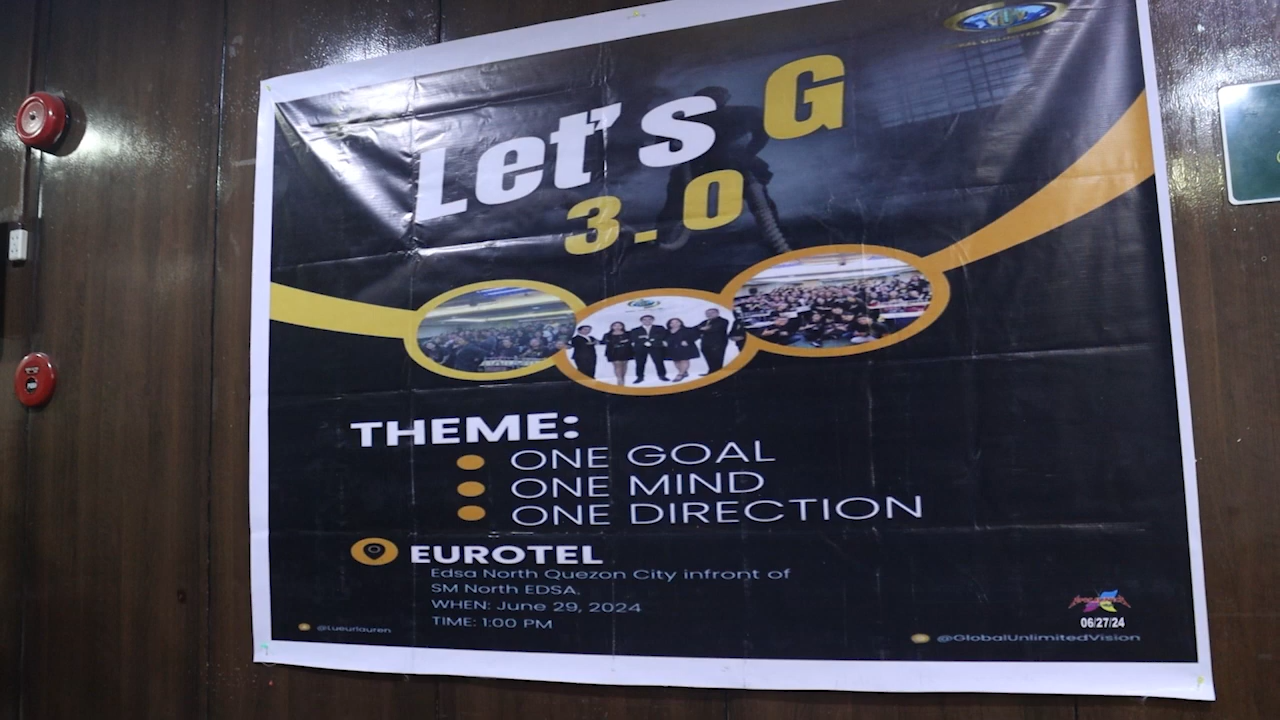 Let's G
3.0
THEME:
ONE GOAL
ONE MIND
ONE DIRECTION
EUROTEL
Edsa North Quezon City infront of
SM North EDSA.
WHEN: June 29, 2024
TIME: 1:00 PM
06/27/24
@GlobalUnlimitedVision